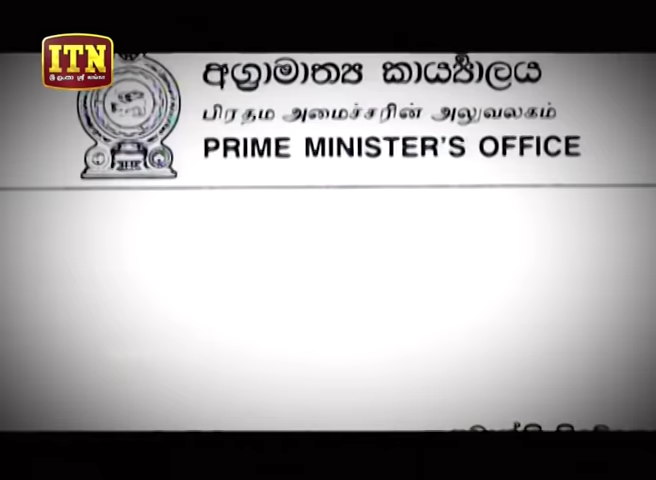 ITN
ශ්‍රී ලංකා ශ්‍රී සංසා
අග්‍රාමාත්‍ය කාර්යාලය
பிரதம அமைச்சரின் அலுவலகம்
PRIME MINISTER'S OFFICE